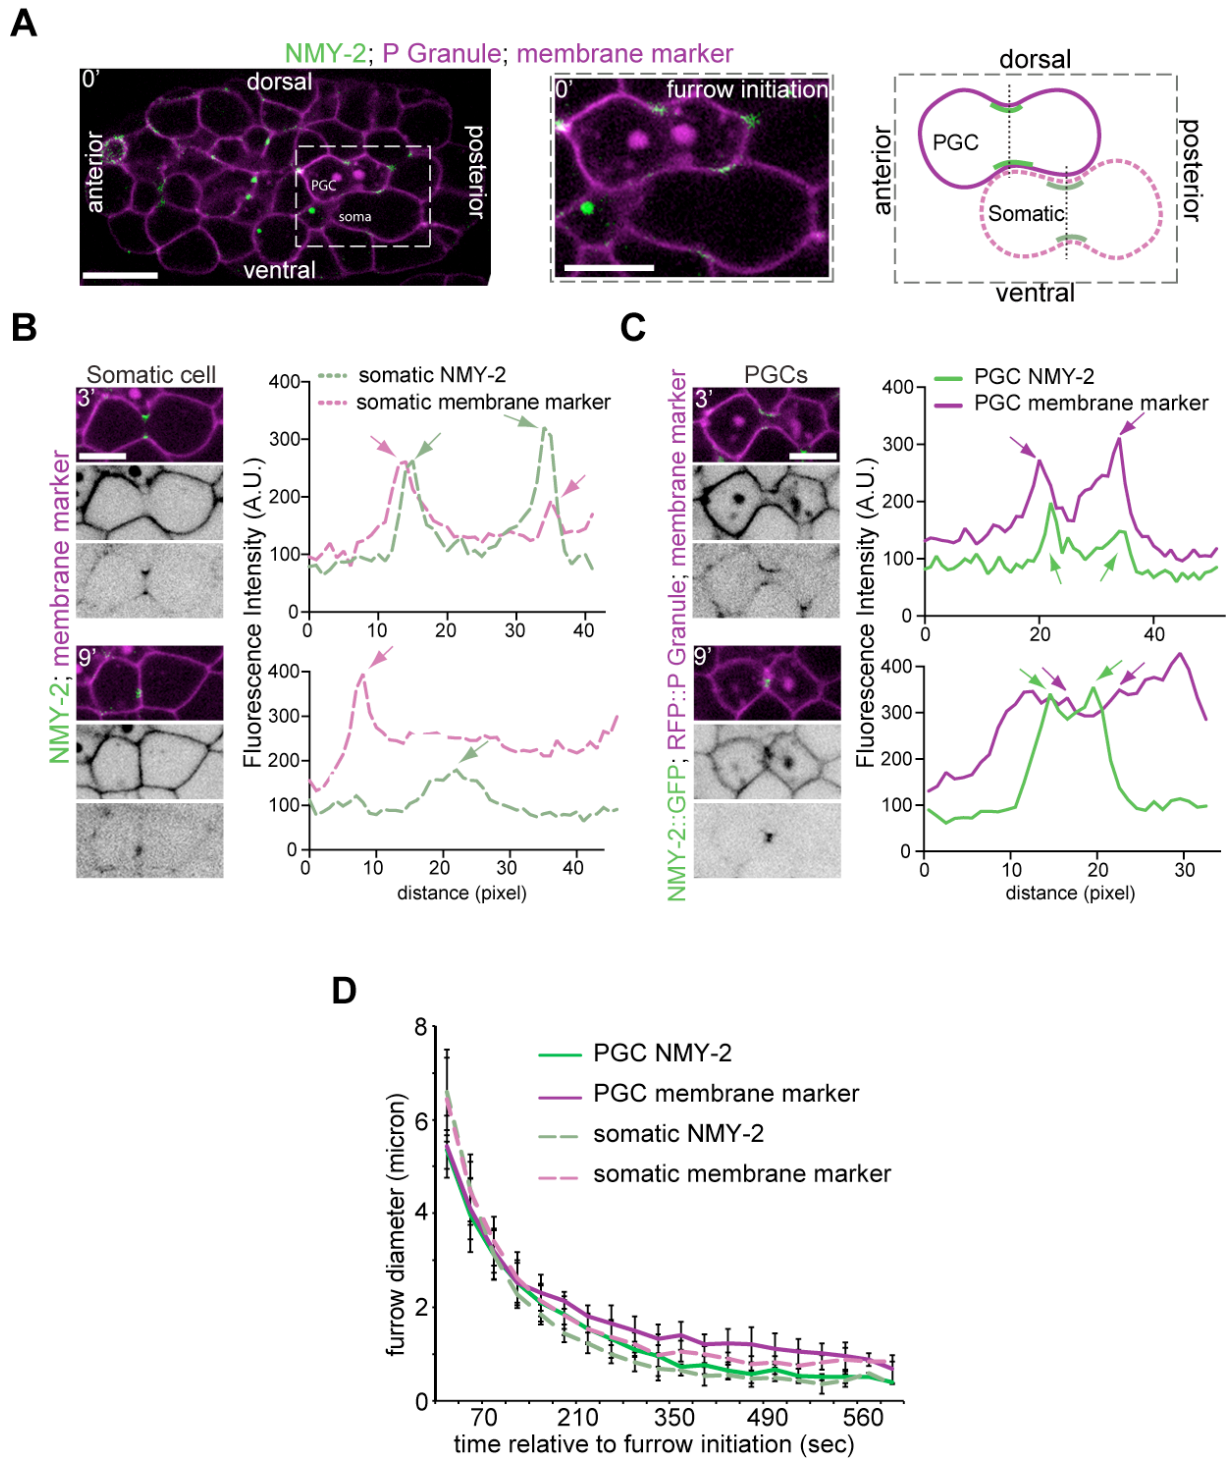 A
NMY-2; P Granule; membrane marker
0'
dorsal
anterior
posterior
PGC
soma
ventral
0'
furrow initiation
dorsal
anterior
posterior
PGC
Somatic
ventral
B
NMY-2; membrane marker
Somatic cell
3'
9'
somatic NMY-2
somatic membrane marker
Fluorescence Intensity (A.U.)
400
300
200
100
0
0 10 20 30 40
400
300
200
100
0
0 10 20 30 40
distance (pixel)
C
NMY-2::GFP; RFP::P Granule; membrane marker
PGCs
3'
9'
PGC NMY-2
PGC membrane marker
Fluorescence Intensity (A.U.)
400
300
200
100
0
0 20 40
400
300
200
100
0
0 10 20 30
distance (pixel)
D
PGC NMY-2
PGC membrane marker
somatic NMY-2
somatic membrane marker
furrow diameter (micron)
8
6
4
2
0
70 210 350 490 560
time relative to furrow initiation (sec)